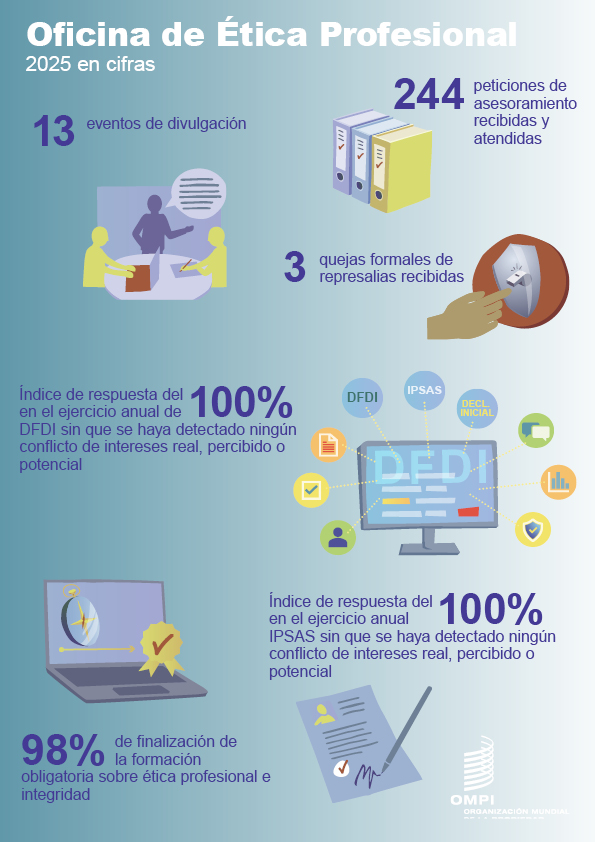 Oficina de Ética Profesional
2025 en cifras
244 peticiones de
asesoramiento
recibidas y
atendidas
13 eventos de divulgación
3 quejas formales de
represalias recibidas
Índice de respuesta del 100%
en el ejercicio anual de
DFDI sin que se haya detectado ningún
conflicto de intereses real, percibido o
potencial
DFDI
IPSAS
DECL.
INICIAL
DFDI
Índice de respuesta del 100%
en el ejercicio anual
IPSAS sin que se haya detectado ningún
conflicto de intereses real, percibido o
potencial
98% de finalización de
la formación
obligatoria sobre ética profesional e
integridad
OMPI
ORGANIZACIÓN MUNDIAL